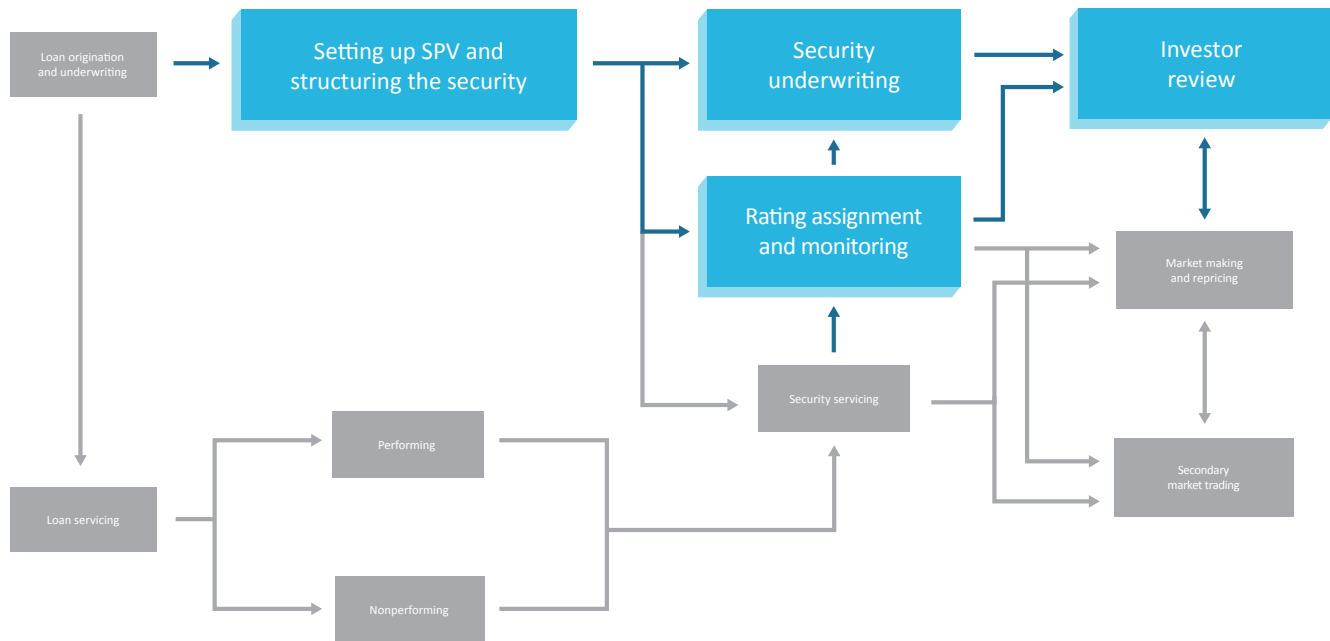 Loan origination
and underwriting
Setting up SPV and
structuring the security
Security
underwriting
Investor
review
Rating assignment
and monitoring
Market making
and repricing
Security servicing
Performing
Secondary
market trading
Loan servicing
Nonperforming